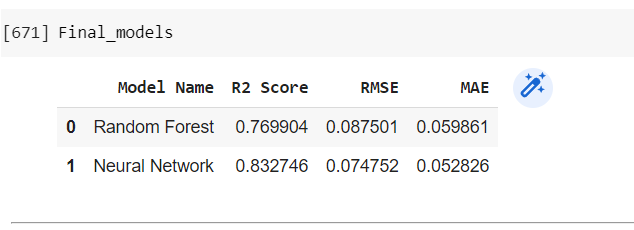 [671] Final_models
Model Name R2 Score RMSE MAE
0 Random Forest 0.769904 0.087501 0.059861
1 Neural Network 0.832746 0.074752 0.052826